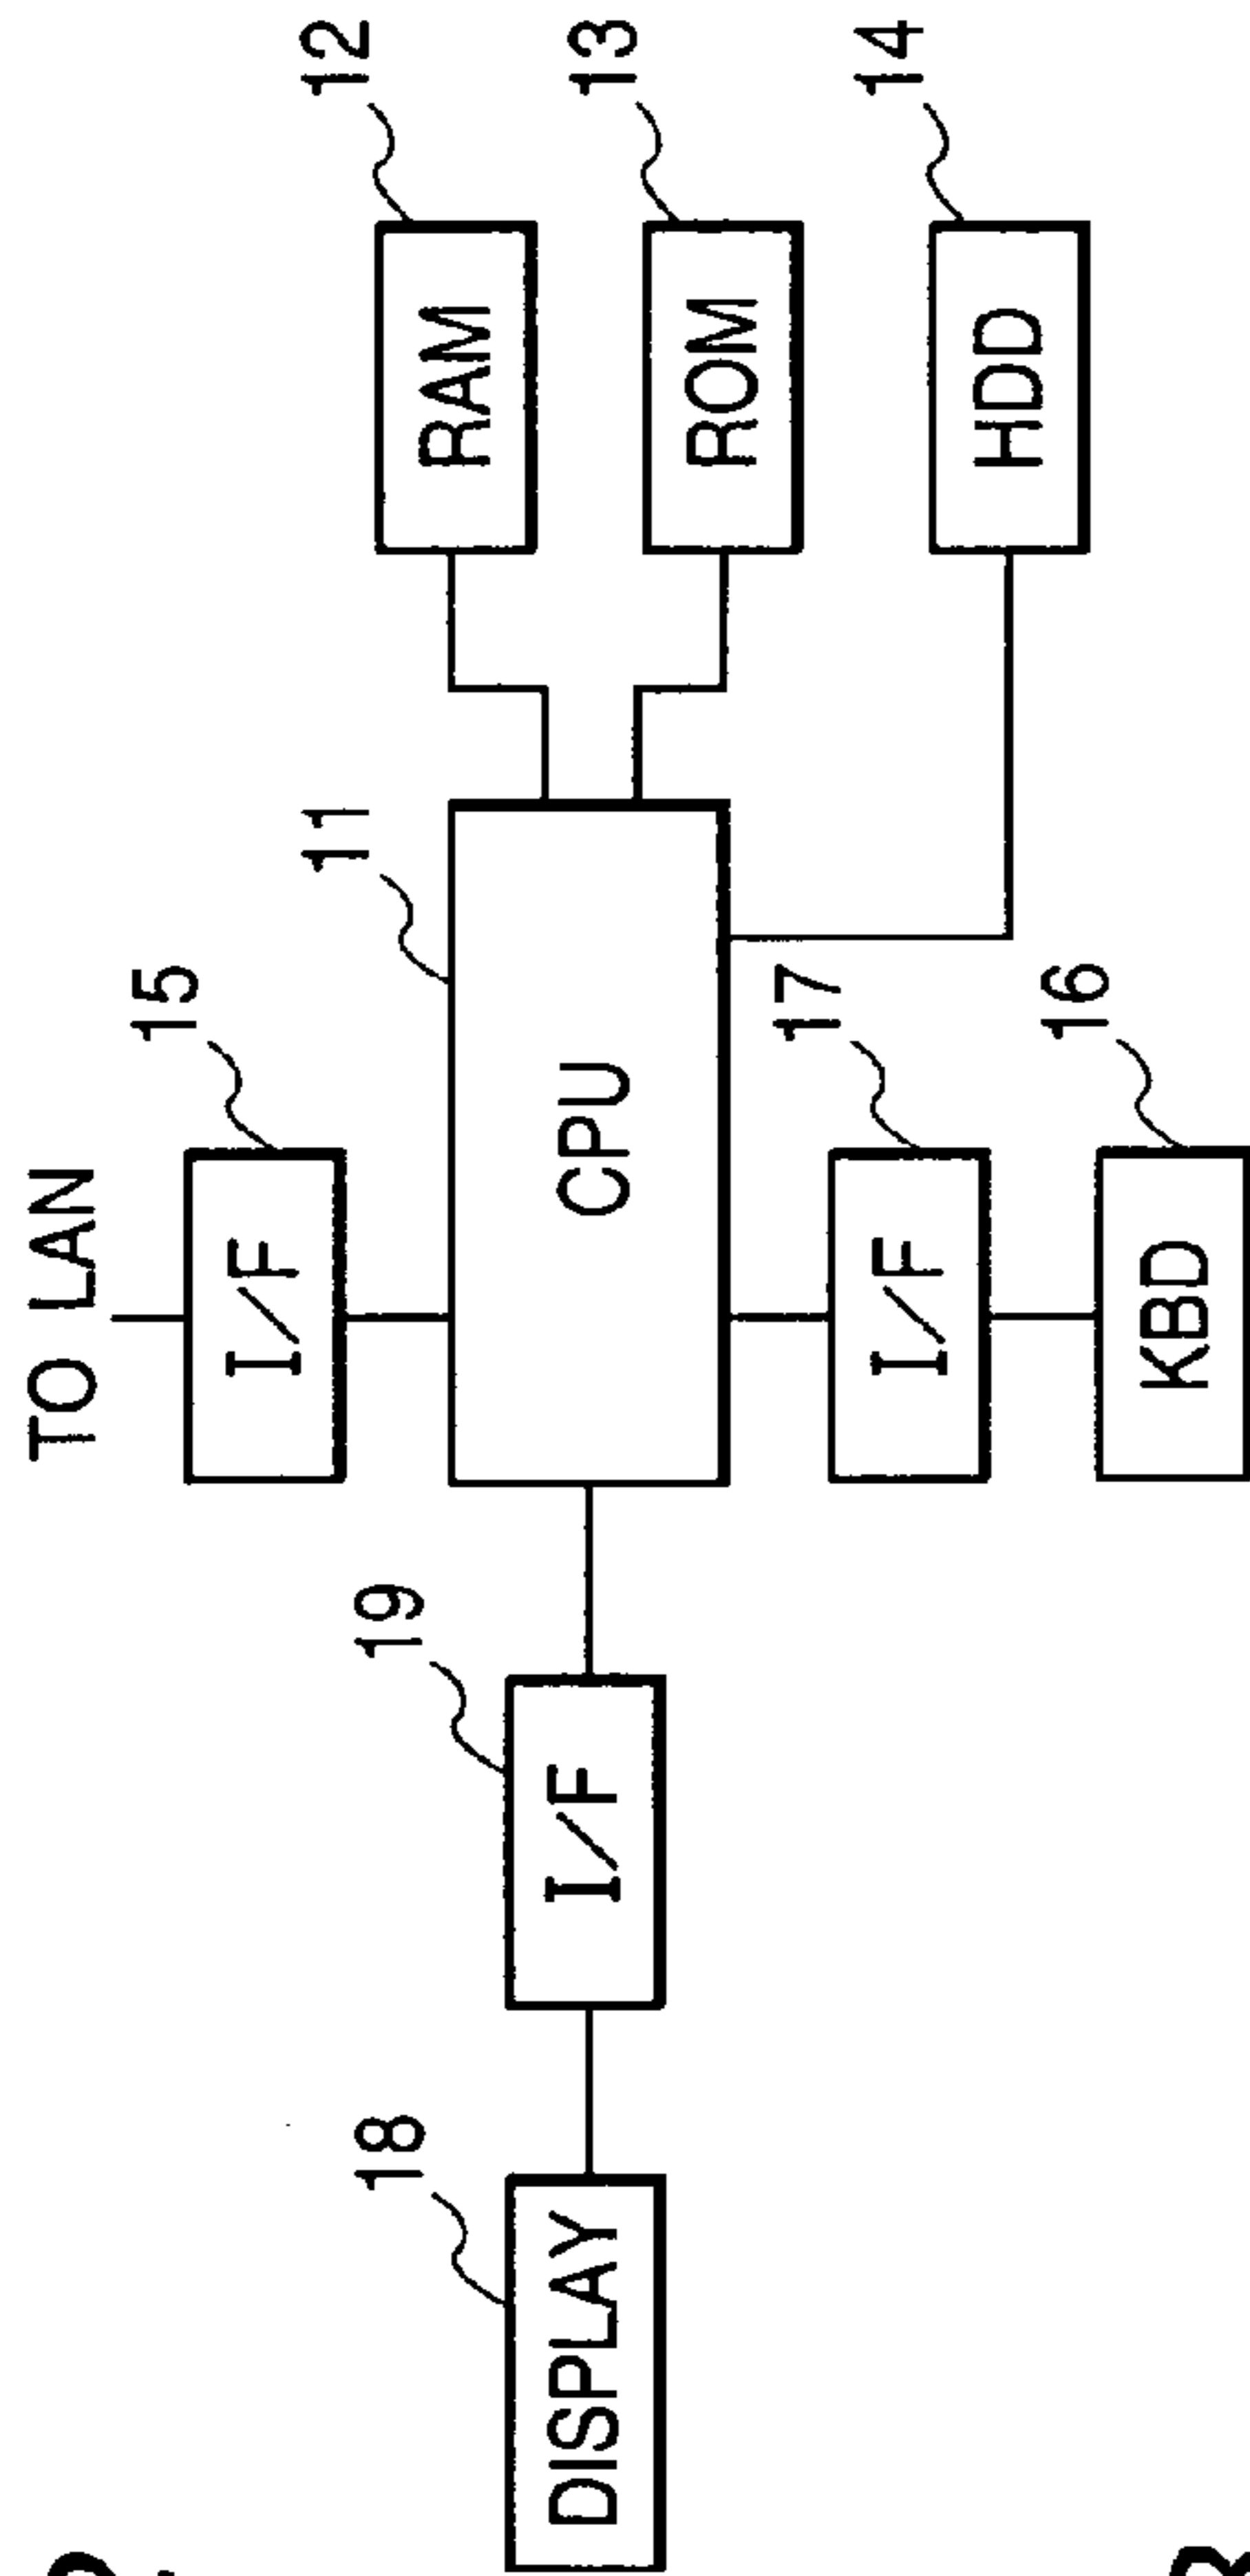 TO LAN
15
I/F
11
CPU
12
RAM
13
ROM
14
HDD
17
I/F
16
KBD
19
I/F
18
DISPLAY